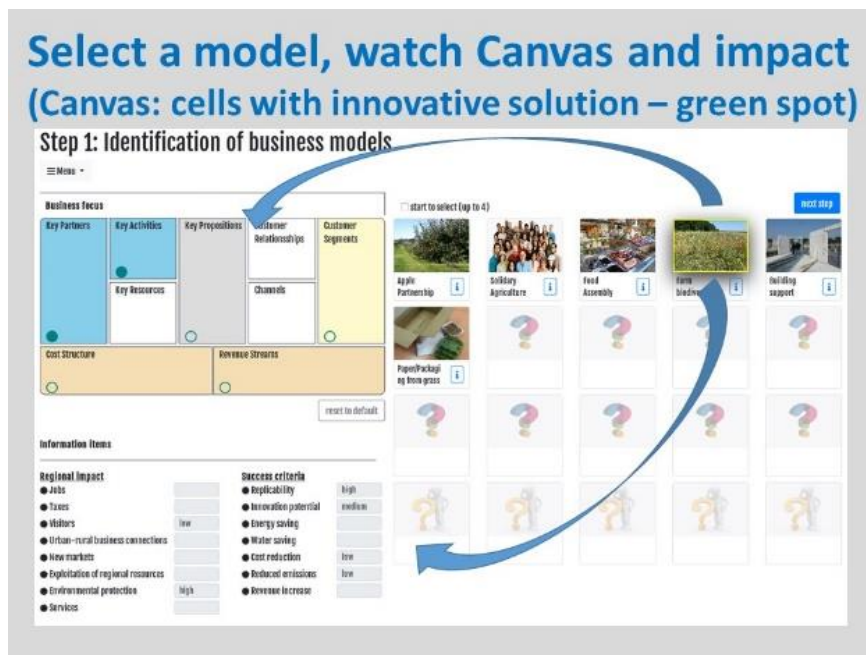 Select a model, watch Canvas and impact
(Canvas: cells with innovative solution – green spot)
Step 1: Identification of business models
Menu
Business focus
Key Partners
Key Activities
Key Propositions
Customer
Relationsships
Customer
Segments
Key Resources
Channels
Cost Structure
Revenue Streams
reset to default
start to select (up to 4)
next step
Apple
Partnership
i
Solidary
Agriculture
i
Food
Assembly
i
Farm
i
Building
support
i
Paper/Packagi
ng from grass
i
Information items
Regional impact
Jobs
Taxes
Visitors low
Urban-rural business connections
New markets
Exploitation of regional resources
Environmental protection high
Services
Success criteria
Replicability high
Innovation potential medium
Energy saving
Water saving
Cost reduction low
Reduced emissions low
Revenue increase